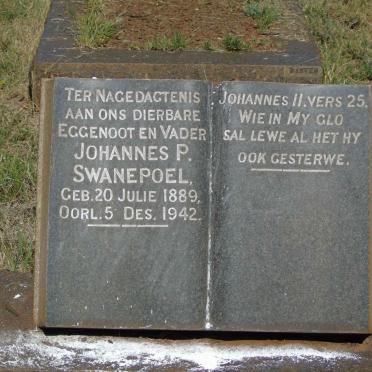 TER NAGEDAGTENIS
AAN ONS DIERBARE
EGGENOOT EN VADER
JOHANNES P.
SWANEPOEL,
GEB. 20 JULIE 1889,
OORL. 5 DES. 1942.
JOHANNES 11. VERS 25.
WIE IN MY GLO
SAL LEWE AL HET HY
OOK GESTERWE.